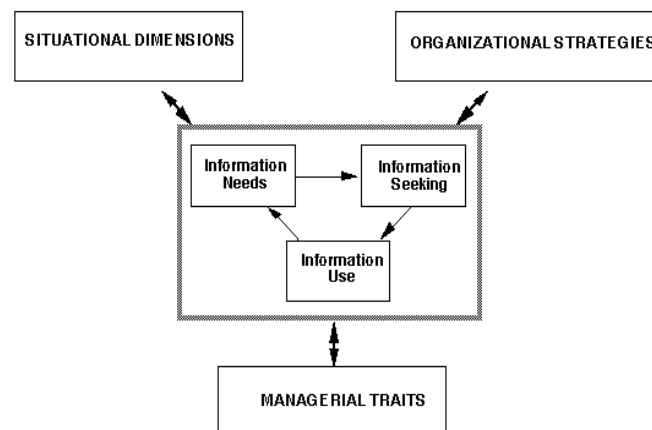 SITUATIONAL DIMENSIONS
ORGANIZATIONAL STRATEGIES
Information
Needs
Information
Seeking
Information
Use
MANAGERIAL TRAITS